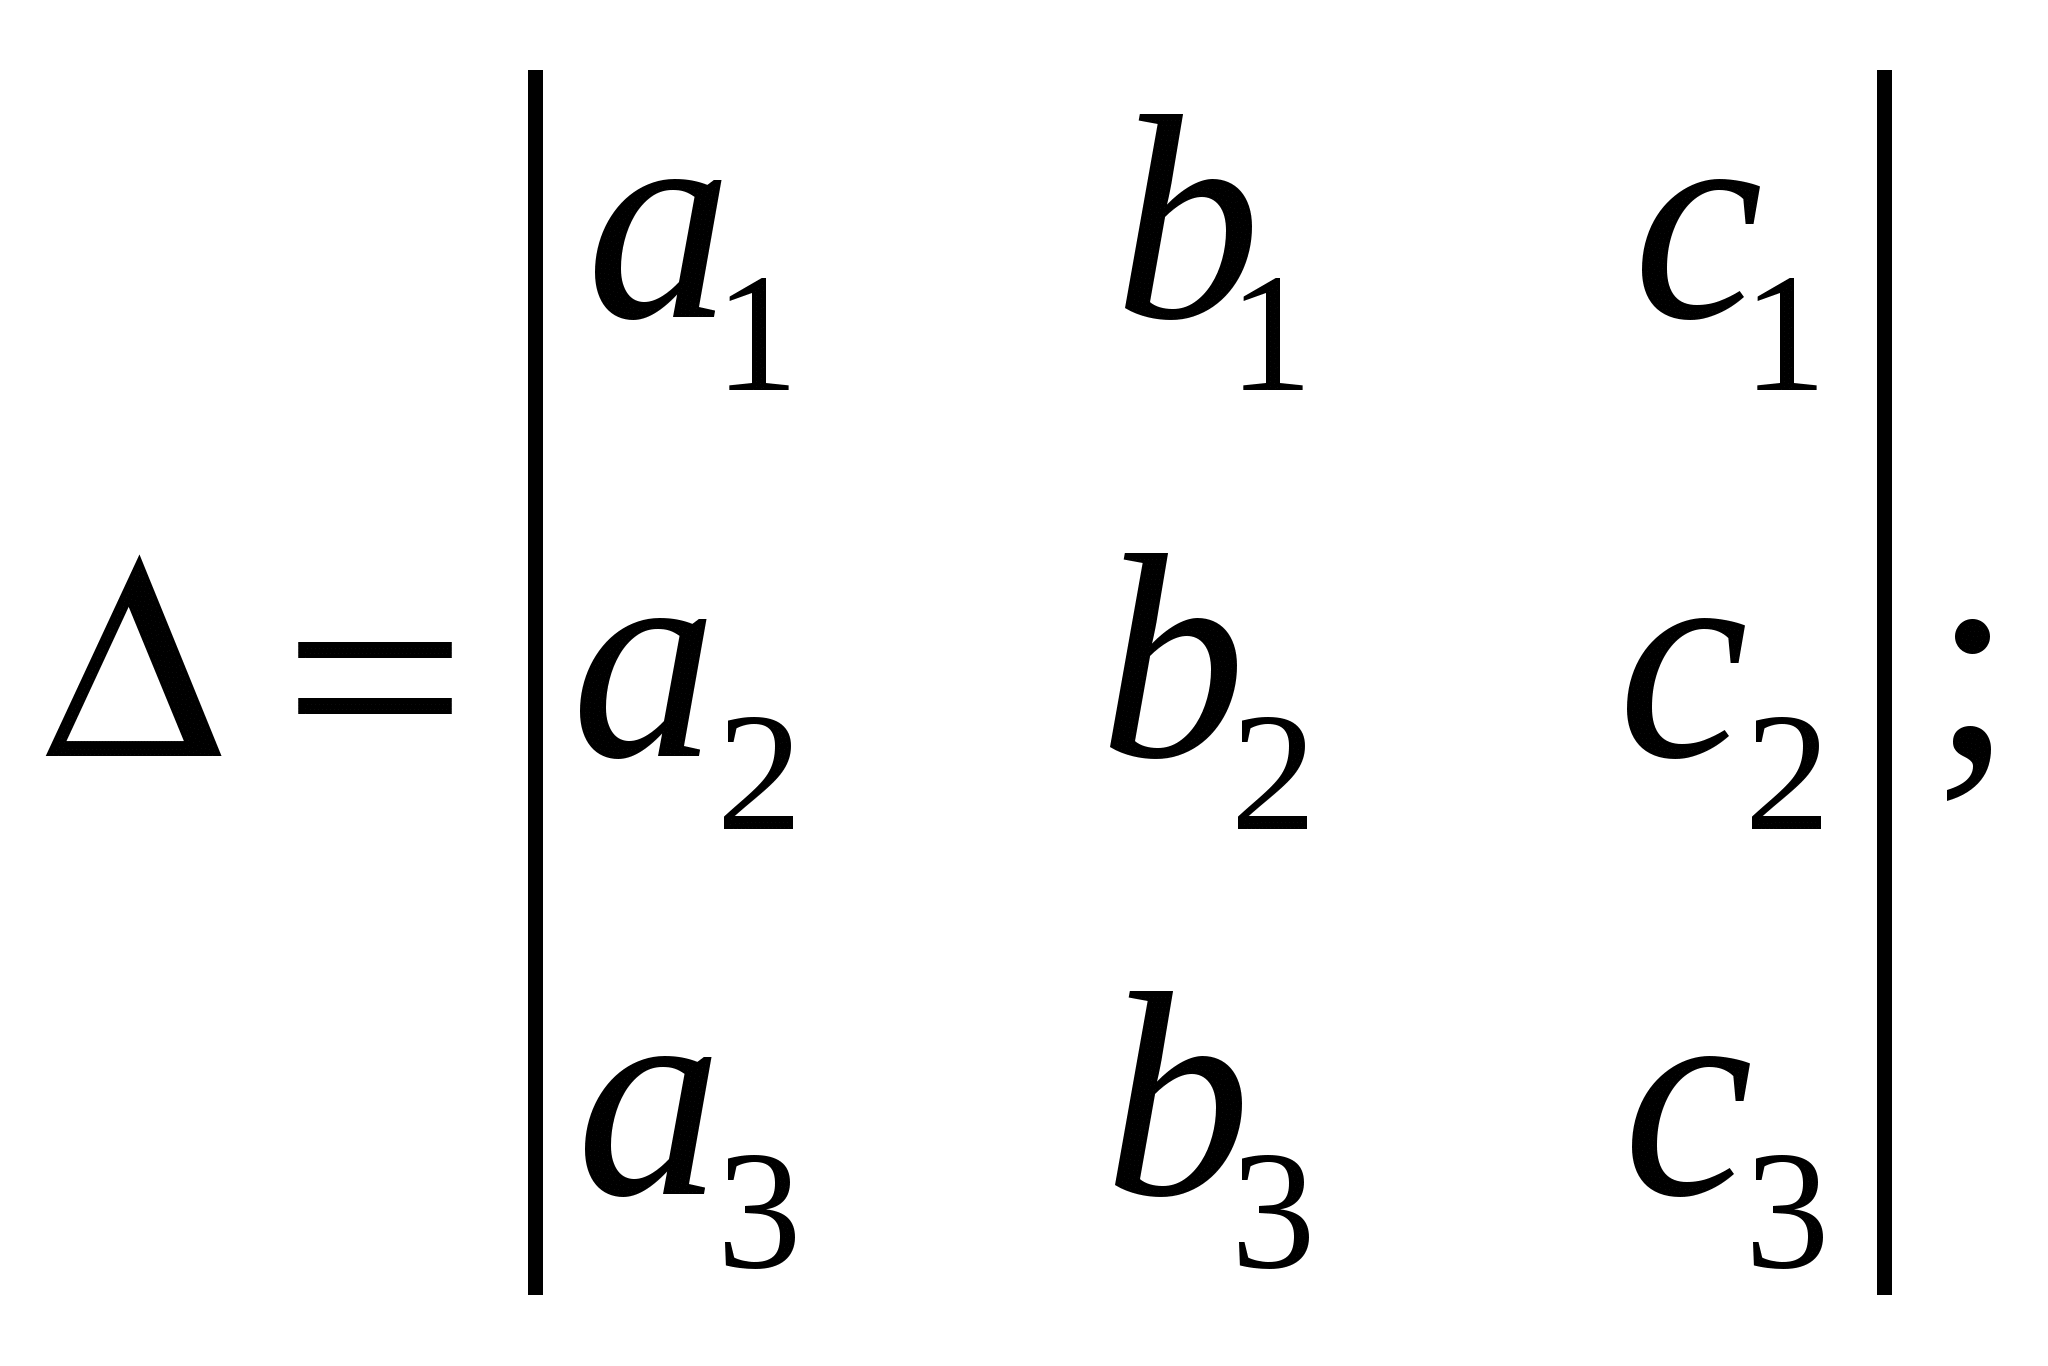 a₁ b₁ c₁
Δ = | a₂ b₂ c₂ | ;
a₃ b₃ c₃